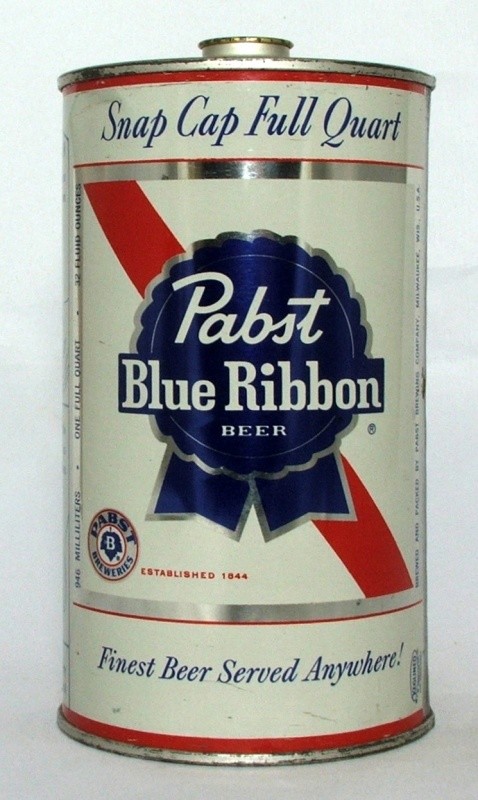 Snap Cap Full Quart
946 MILLILITERS • ONE FULL QUART • 32 FLUID OUNCES
Pabst
Blue Ribbon
BEER
®
PABST
B
BREWERIES
ESTABLISHED 1844
BREWED AND PACKED BY PABST BREWING COMPANY, MILWAUKEE, WIS., U.S.A.
Finest Beer Served Anywhere!